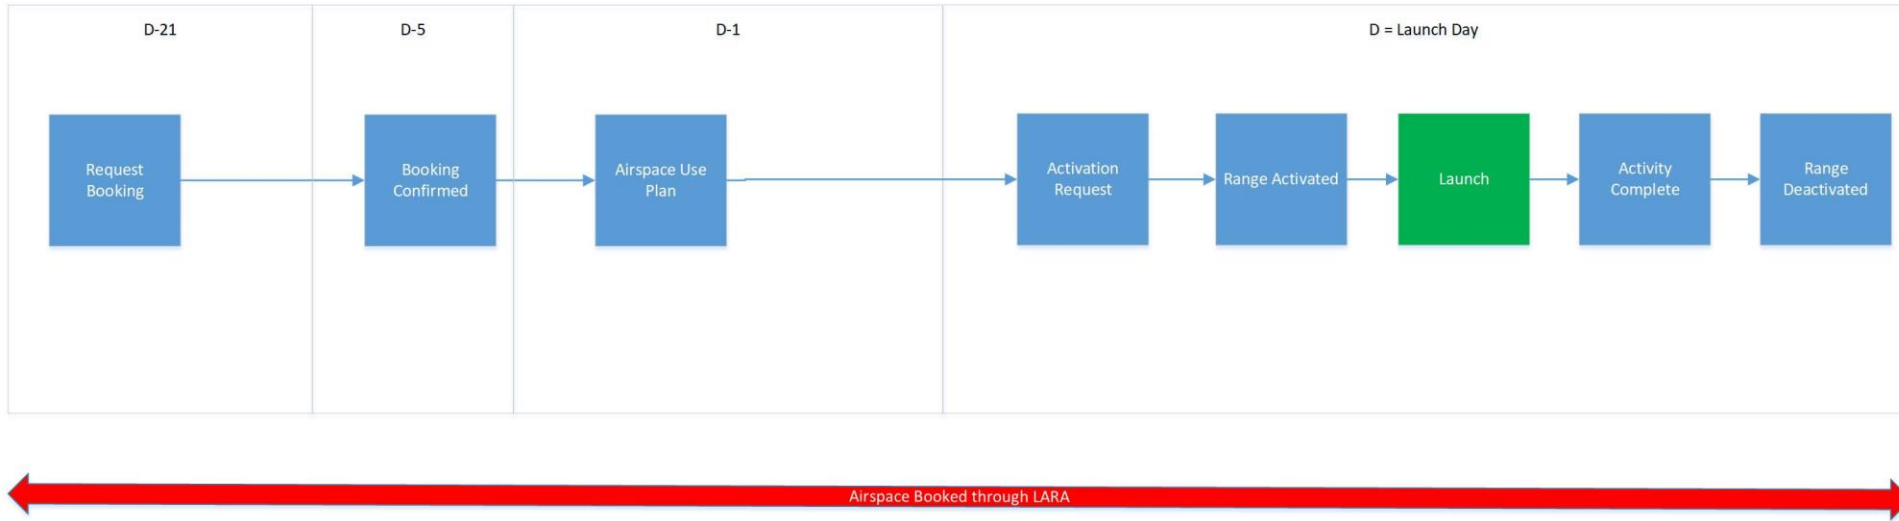 D-21
D-5
D-1
D = Launch Day
Request
Booking
Booking
Confirmed
Airspace Use
Plan
Activation
Request
Range Activated
Launch
Activity
Complete
Range
Deactivated
Airspace Booked through LARA